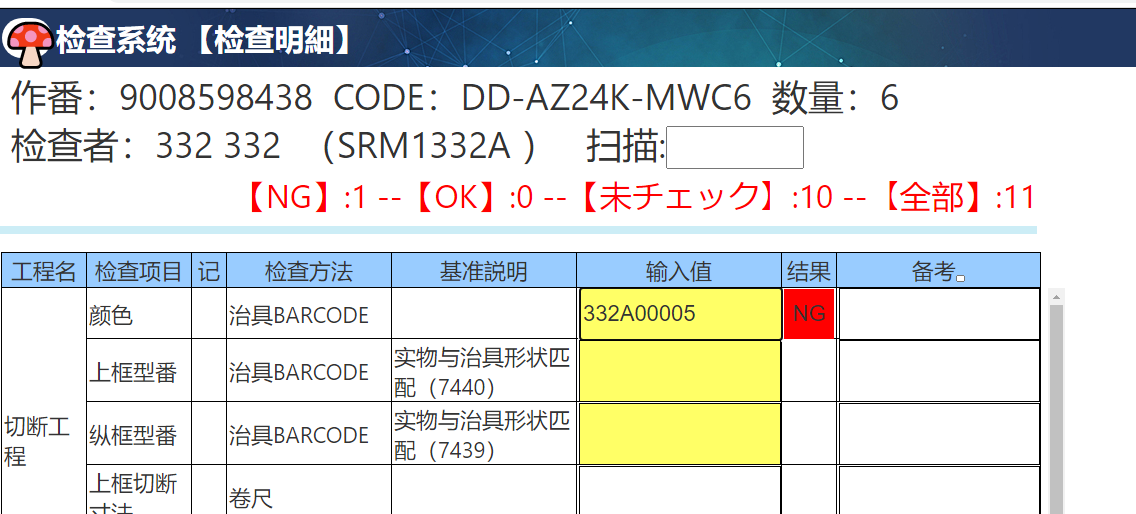 检查系统 【检查明細】
作番：9008598438 CODE：DD-AZ24K-MWC6 数量：6
检查者：332 332 （SRM1332A ） 扫描:
【NG】:1 --【OK】:0 --【未チェック】:10 --【全部】:11
工程名 检查项目 记 检查方法 基准説明 输入值 结果 备考
颜色 治具BARCODE 332A00005 NG
上框型番 治具BARCODE 实物与治具形状匹
配（7440）
切断工
程
纵框型番 治具BARCODE 实物与治具形状匹
配（7439）
上框切断
寸法 卷尺